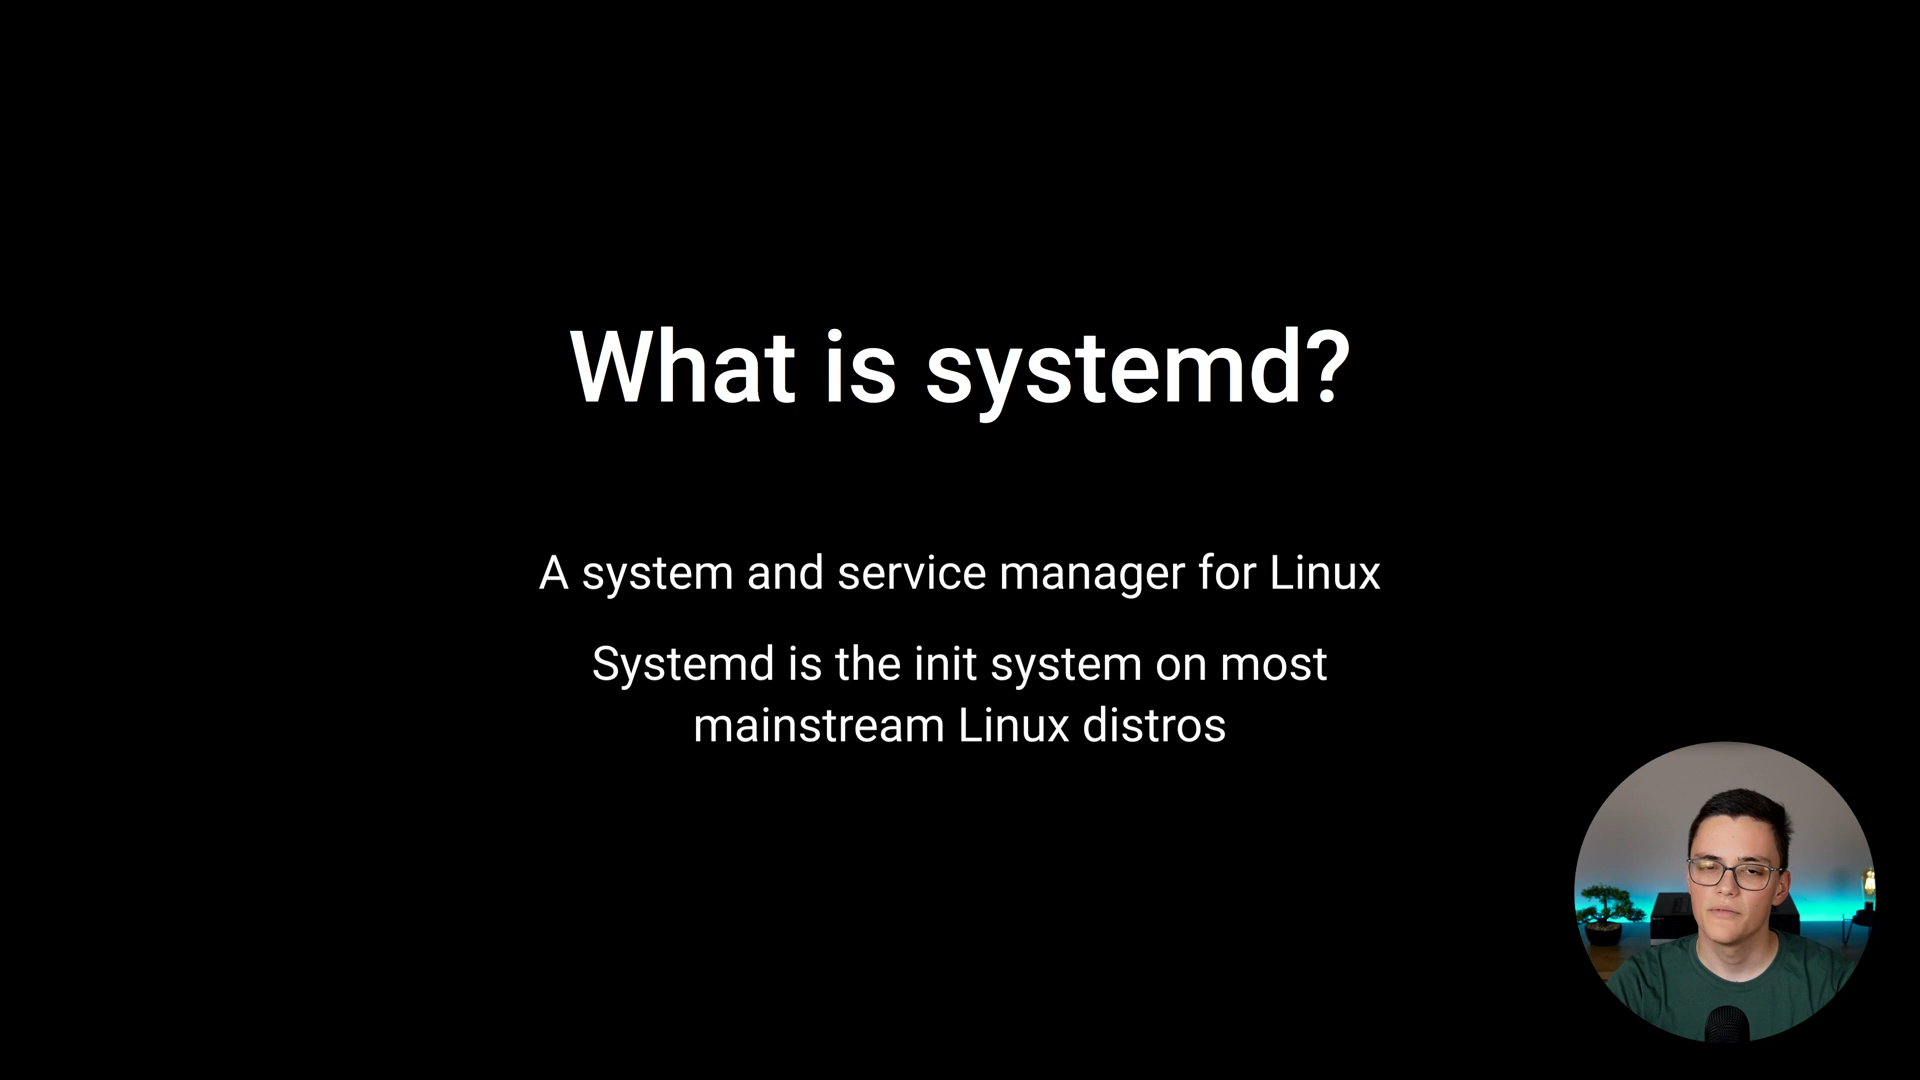 What is systemd?
A system and service manager for Linux
Systemd is the init system on most
mainstream Linux distros